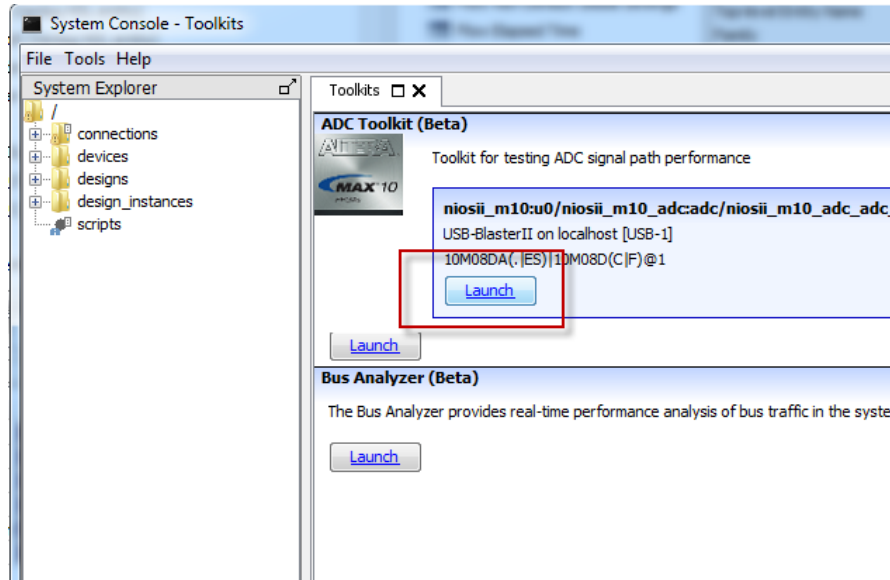 System Console - Toolkits
File Tools Help
System Explorer
/
connections
devices
designs
design_instances
scripts
Toolkits
ADC Toolkit (Beta)
ALTERA
MAX 10
Toolkit for testing ADC signal path performance
niosii_m10:u0/niosii_m10_adc:adc/niosii_m10_adc_adc_
USB-BlasterII on localhost [USB-1]
10M08DA(.|ES)|10M08D(C|F)@1
Launch
Launch
Bus Analyzer (Beta)
The Bus Analyzer provides real-time performance analysis of bus traffic in the syste
Launch